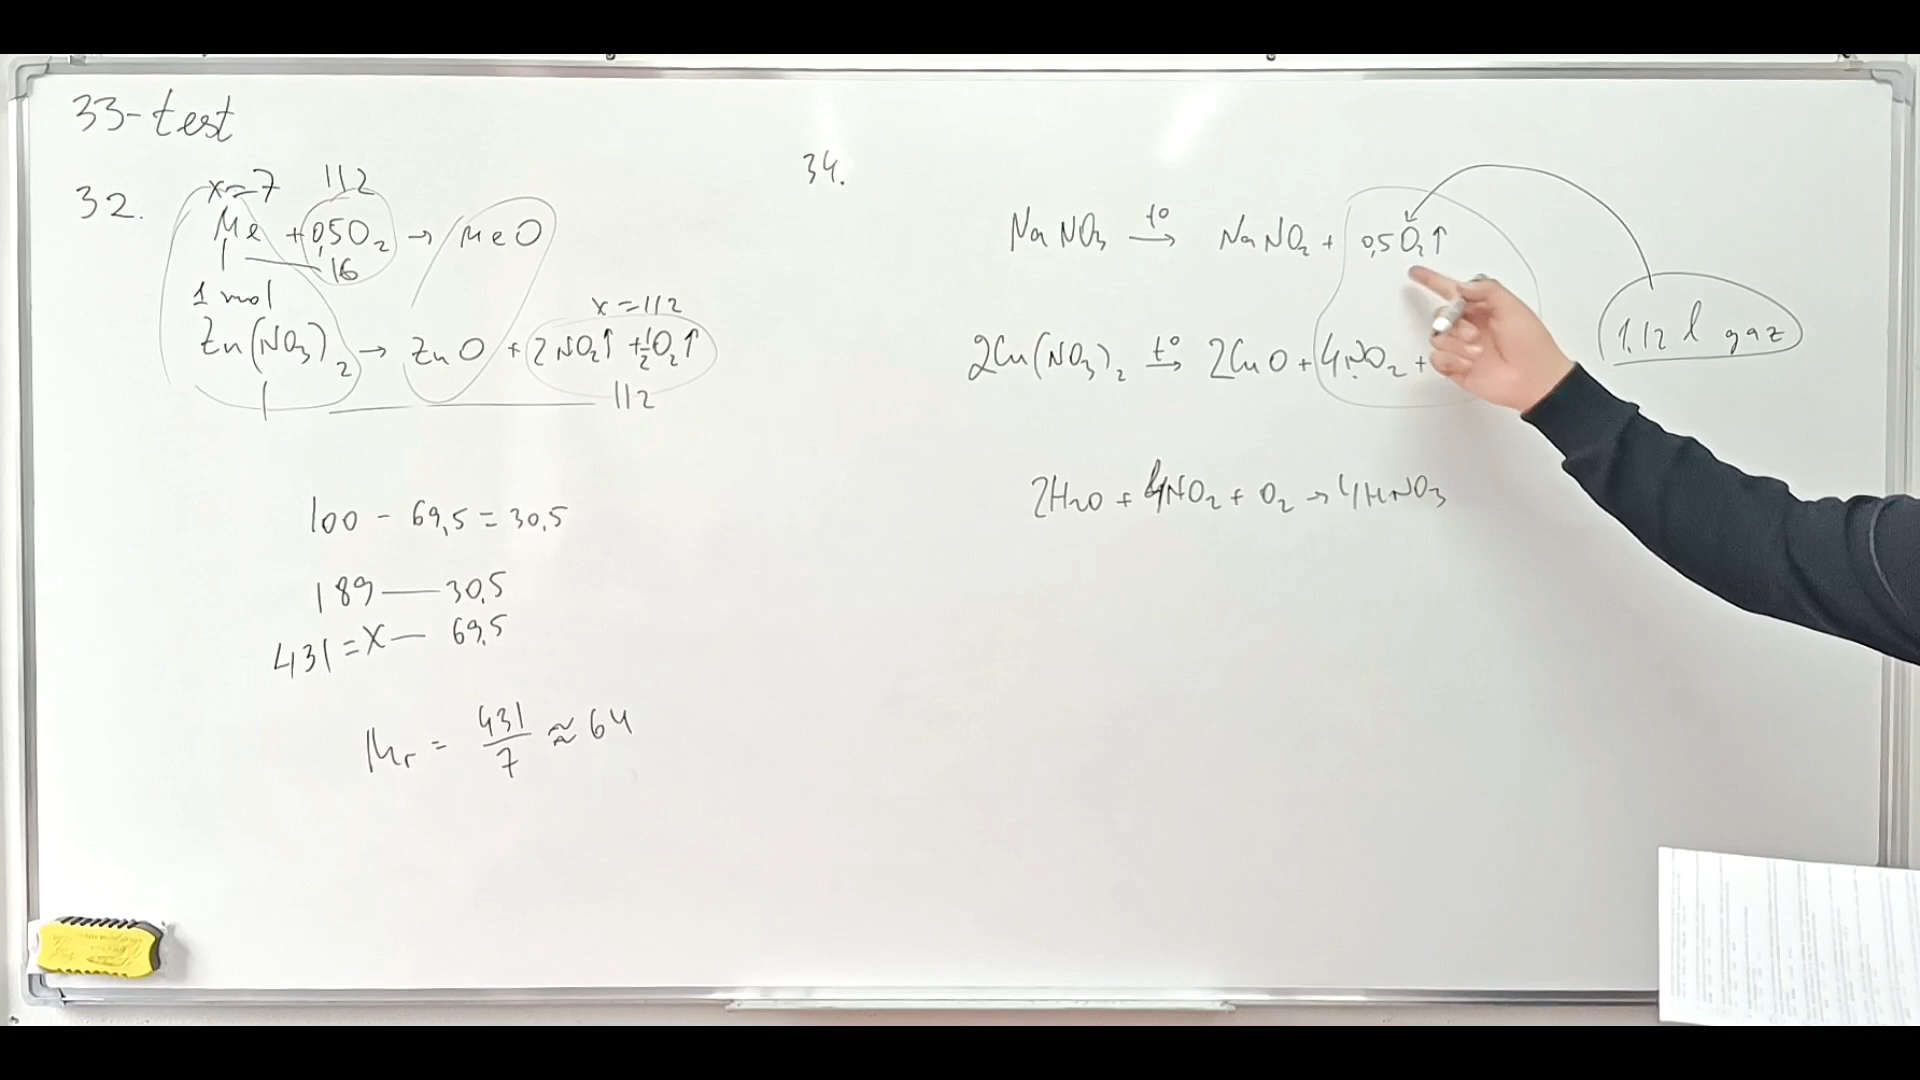 33-test
32.
x=7 112
Me + 0,5O₂ → MeO
1 — 16
1 mol
x=112
Zn(NO₃)₂ → ZnO + 2NO₂↑ + 1/2 O₂↑
1 — 112
100 - 69,5 = 30,5
189 — 30,5
431 = x — 69,5
Mr = 431/7 ≈ 64
34.
NaNO₃ t° → NaNO₂ + 0,5O₂↑
1,12 l gaz
2Cu(NO₃)₂ t° → 2CuO + 4NO₂ +
2H₂O + 4NO₂ + O₂ → 4HNO₃